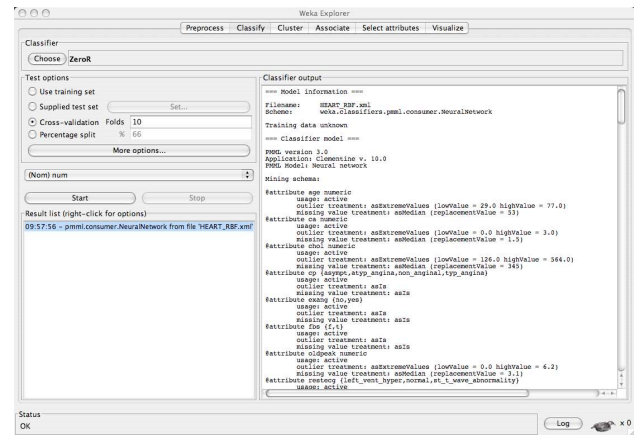 Weka Explorer
Preprocess Classify Cluster Associate Select attributes Visualize
Classifier
Choose ZeroR
Test options
Use training set
Supplied test set Set...
Cross-validation Folds 10
Percentage split % 66
More options...
(Nom) num
Start Stop
Result list (right-click for options)
09:57:56 - pmml.consumer.NeuralNetwork from file 'HEART_RBF.xml'
Classifier output
=== Model information ===
Filename: HEART_RBF.xml
Scheme: weka.classifiers.pmml.consumer.NeuralNetwork
Training data unknown
=== Classifier model ===
PMML version 3.0
Application: Clementine v. 10.0
PMML Model: Neural network
Mining schema:
@attribute age numeric
usage: active
outlier treatment: asExtremeValues (lowValue = 29.0 highValue = 77.0)
missing value treatment: asMedian (replacementValue = 53)
@attribute ca numeric
usage: active
outlier treatment: asExtremeValues (lowValue = 0.0 highValue = 3.0)
missing value treatment: asMedian (replacementValue = 1.5)
@attribute chol numeric
usage: active
outlier treatment: asExtremeValues (lowValue = 126.0 highValue = 564.0)
missing value treatment: asMedian (replacementValue = 345)
@attribute cp {asympt,atyp_angina,non_anginal,typ_angina}
usage: active
outlier treatment: asIs
missing value treatment: asIs
@attribute exang {no,yes}
usage: active
outlier treatment: asIs
missing value treatment: asIs
@attribute fbs {f,t}
usage: active
outlier treatment: asIs
missing value treatment: asIs
@attribute oldpeak numeric
usage: active
outlier treatment: asExtremeValues (lowValue = 0.0 highValue = 6.2)
missing value treatment: asMedian (replacementValue = 3.1)
@attribute restecg {left_vent_hyper,normal,st_t_wave_abnormality}
usage: active
Status
OK
Log x 0